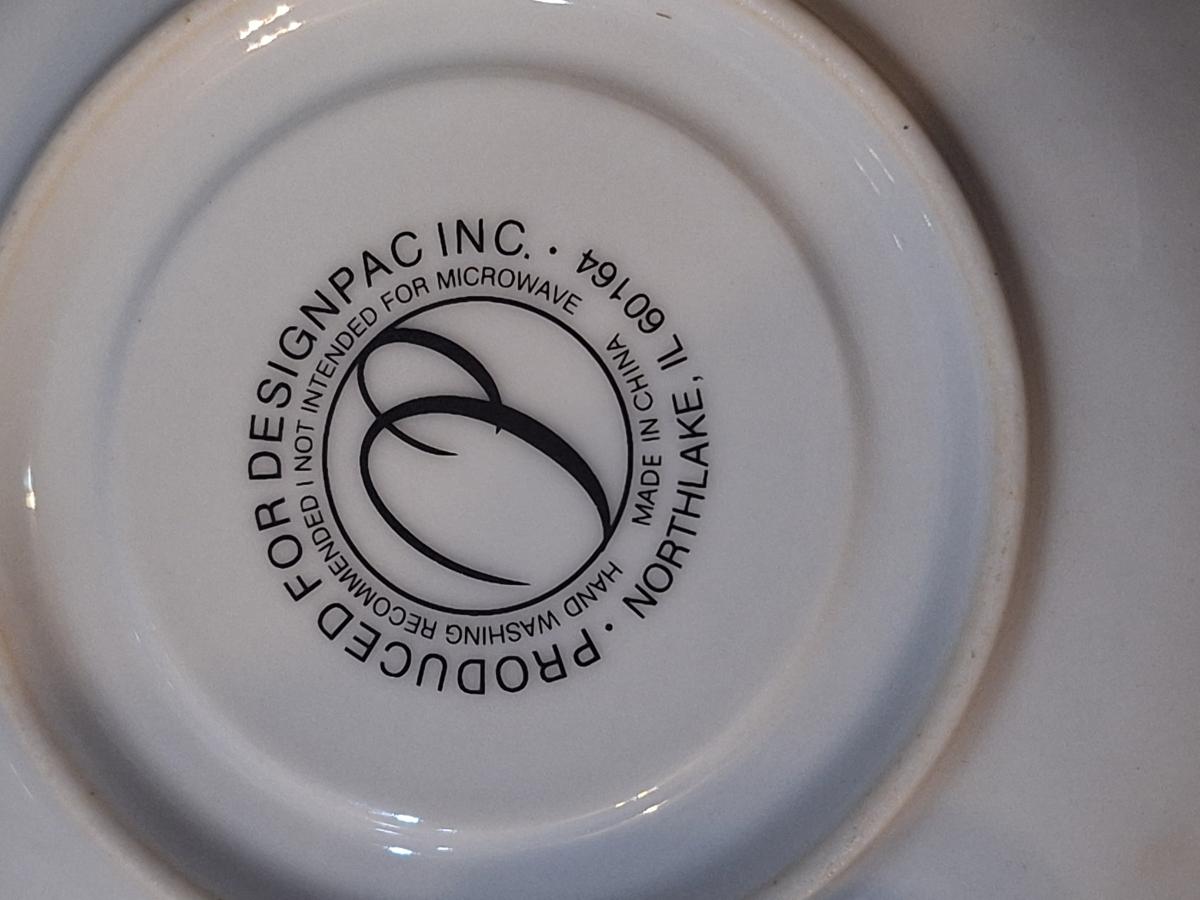 PRODUCED FOR DESIGNPAC INC. · NORTHLAKE, IL 60164 ·
HAND WASHING RECOMMENDED I NOT INTENDED FOR MICROWAVE
MADE IN CHINA